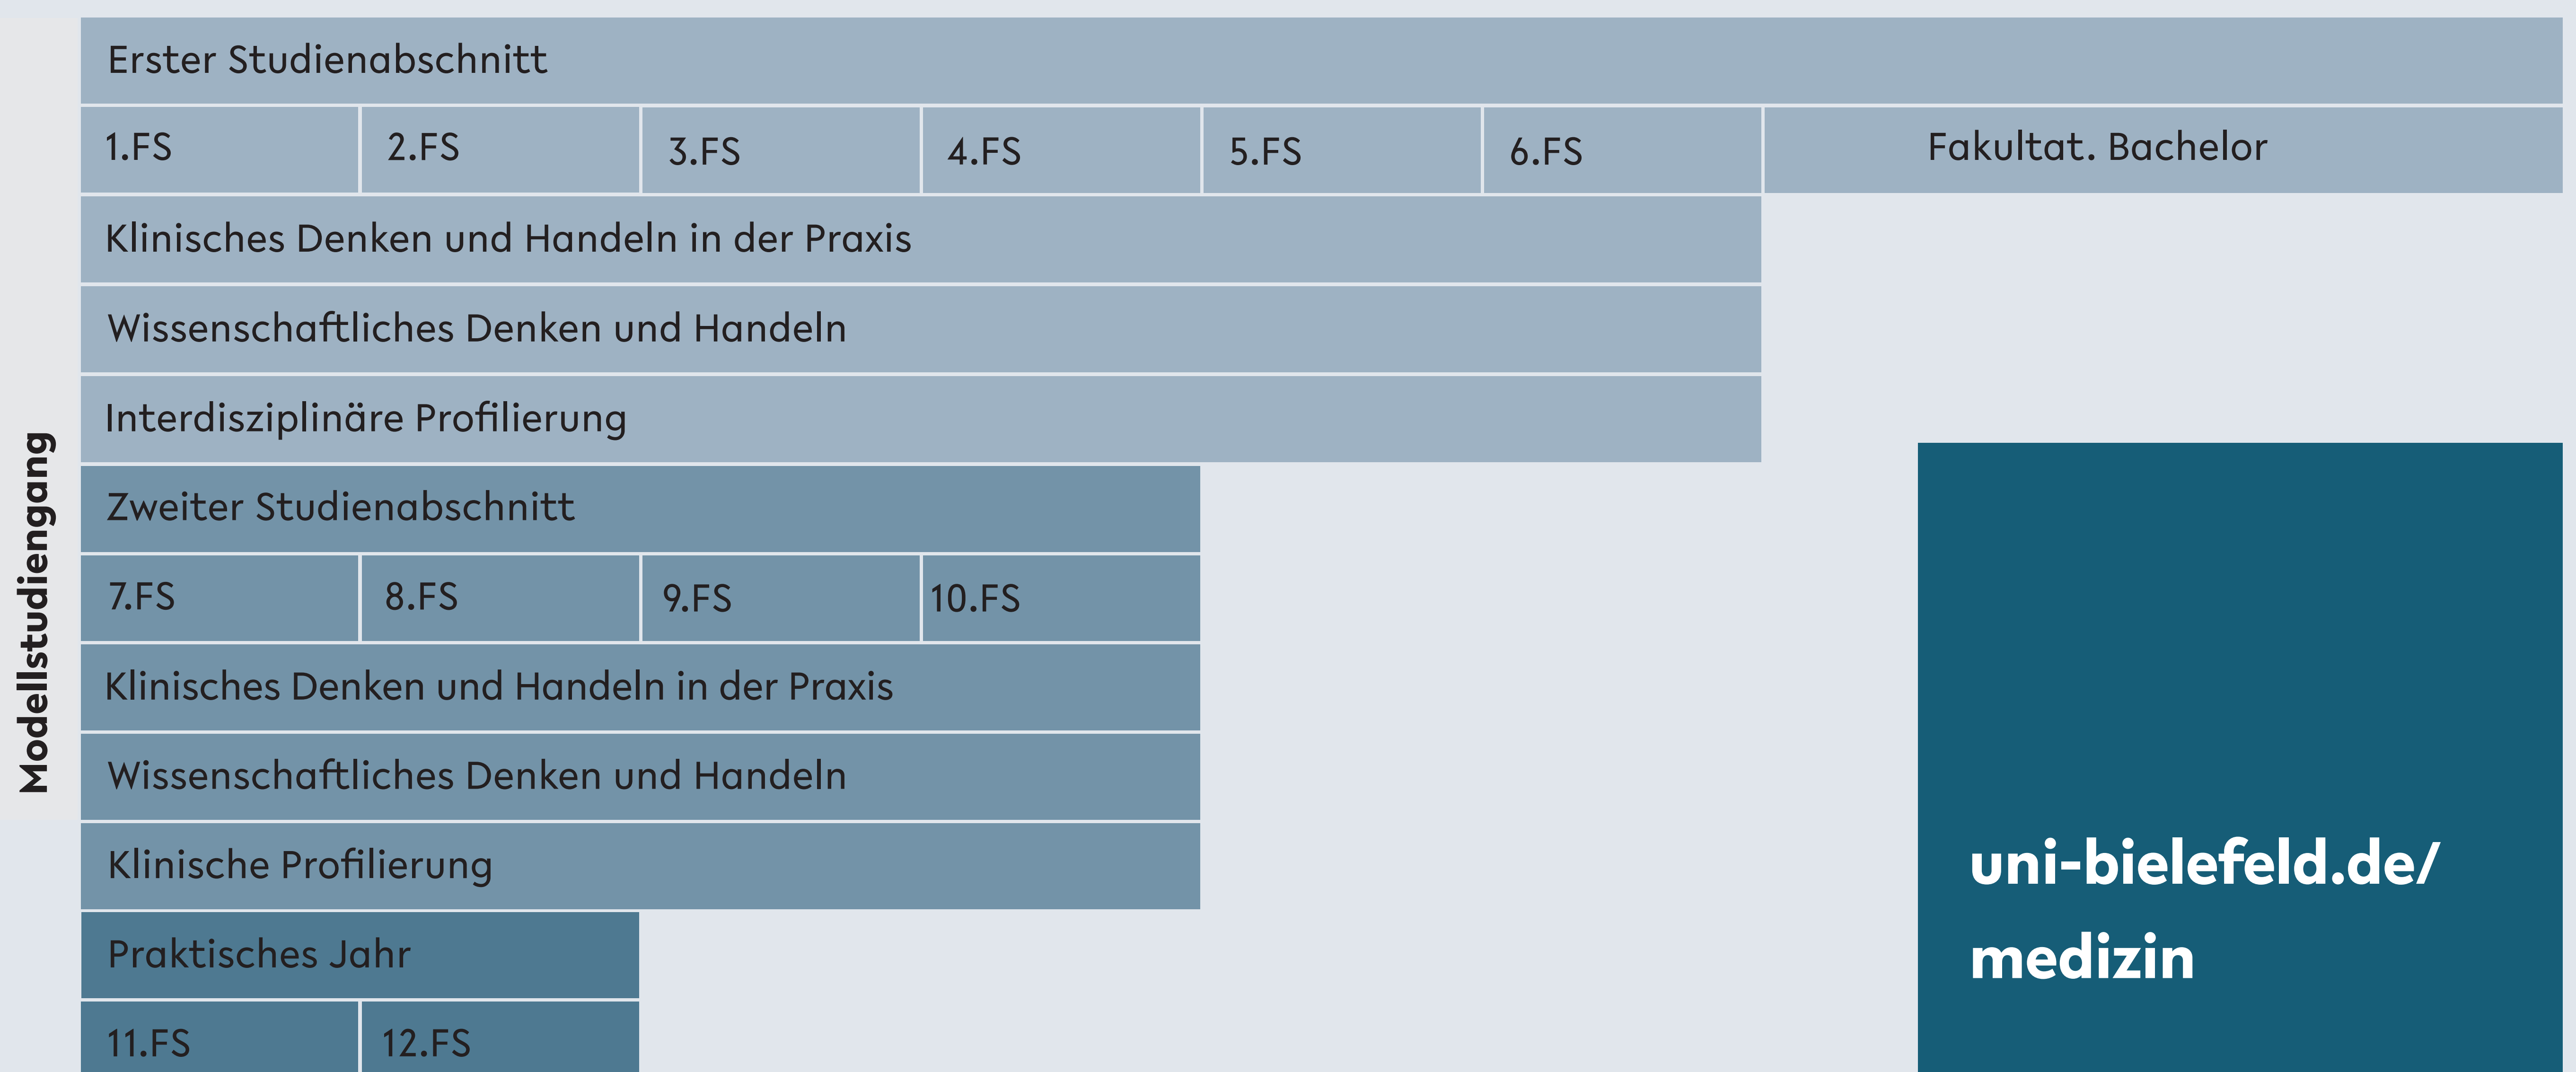 Modellstudiengang
Erster Studienabschnitt
1.FS 2.FS 3.FS 4.FS 5.FS 6.FS Fakultat. Bachelor
Klinisches Denken und Handeln in der Praxis
Wissenschaftliches Denken und Handeln
Interdisziplinäre Profilierung
Zweiter Studienabschnitt
7.FS 8.FS 9.FS 10.FS
Klinisches Denken und Handeln in der Praxis
Wissenschaftliches Denken und Handeln
Klinische Profilierung
Praktisches Jahr
11.FS 12.FS
uni-bielefeld.de/
medizin